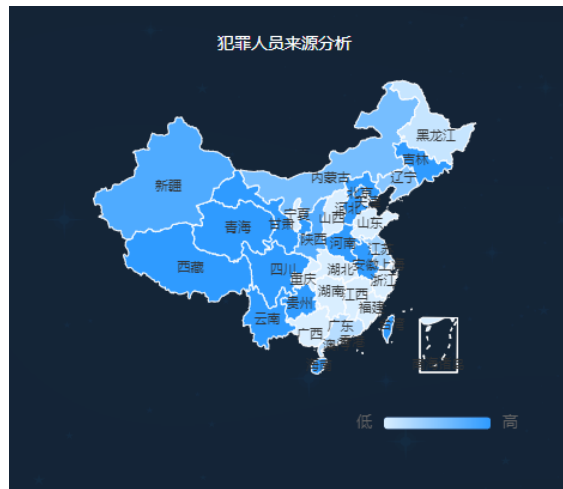 犯罪人员来源分析
黑龙江
吉林
辽宁
内蒙古
新疆
北京
河北
宁夏
山西
山东
甘肃
青海
陕西
河南
江苏
西藏
四川
安徽
上海
湖北
重庆
浙江
湖南
江西
贵州
福建
云南
台湾
广西
广东
海南
低
高